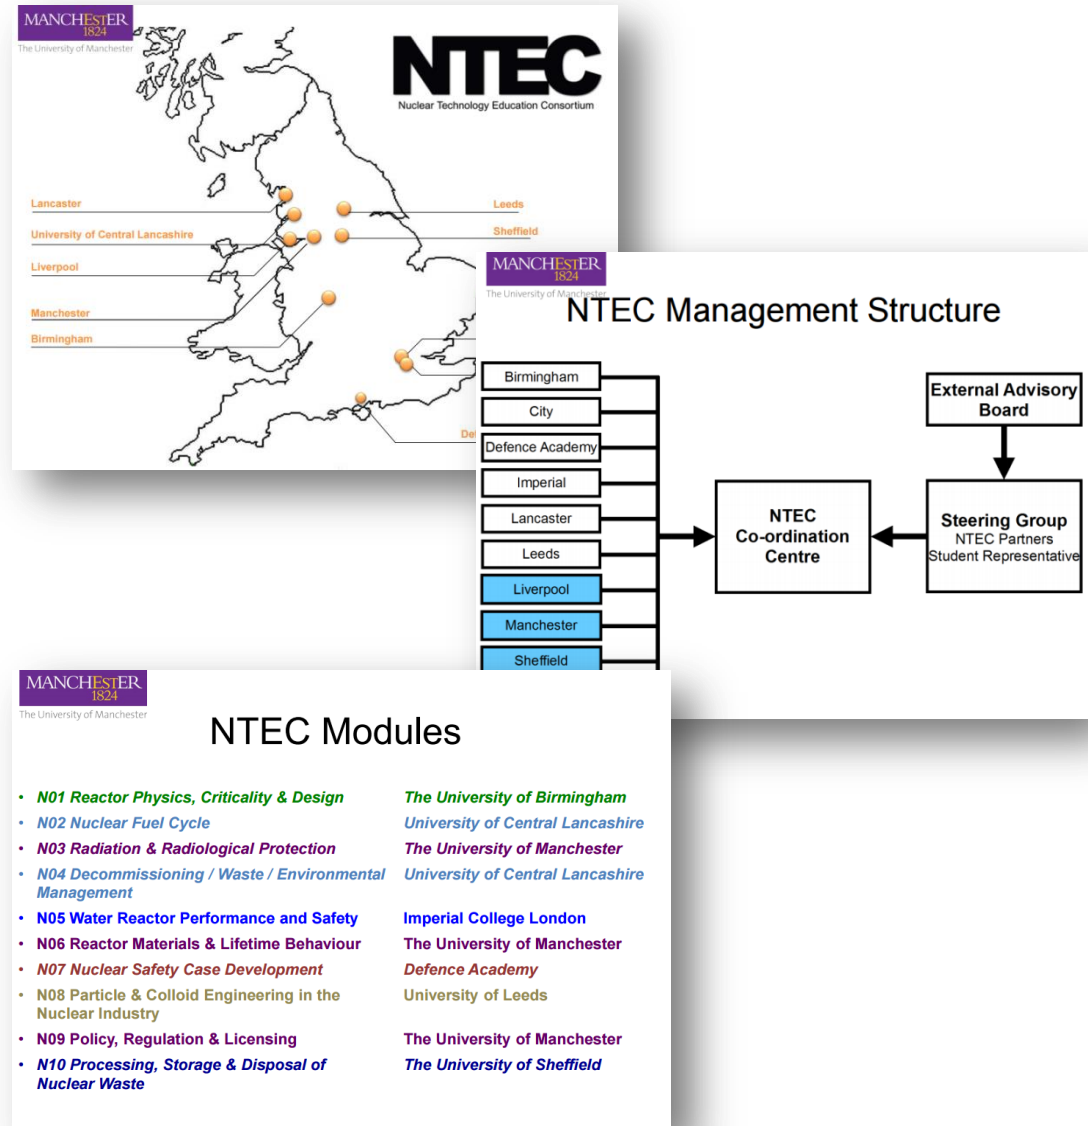 MANCHESTER
1824
The University of Manchester
NTEC
Nuclear Technology Education Consortium
Lancaster
University of Central Lancashire
Liverpool
Manchester
Birmingham
Leeds
Sheffield
De
MANCHESTER
1824
The University of Manchester
NTEC Management Structure
Birmingham
City
Defence Academy
Imperial
Lancaster
Leeds
Liverpool
Manchester
Sheffield
NTEC
Co-ordination
Centre
External Advisory
Board
Steering Group
NTEC Partners
Student Representative
MANCHESTER
1824
The University of Manchester
NTEC Modules
• N01 Reactor Physics, Criticality & Design The University of Birmingham
• N02 Nuclear Fuel Cycle University of Central Lancashire
• N03 Radiation & Radiological Protection The University of Manchester
• N04 Decommissioning / Waste / Environmental University of Central Lancashire
Management
• N05 Water Reactor Performance and Safety Imperial College London
• N06 Reactor Materials & Lifetime Behaviour The University of Manchester
• N07 Nuclear Safety Case Development Defence Academy
• N08 Particle & Colloid Engineering in the University of Leeds
Nuclear Industry
• N09 Policy, Regulation & Licensing The University of Manchester
• N10 Processing, Storage & Disposal of The University of Sheffield
Nuclear Waste